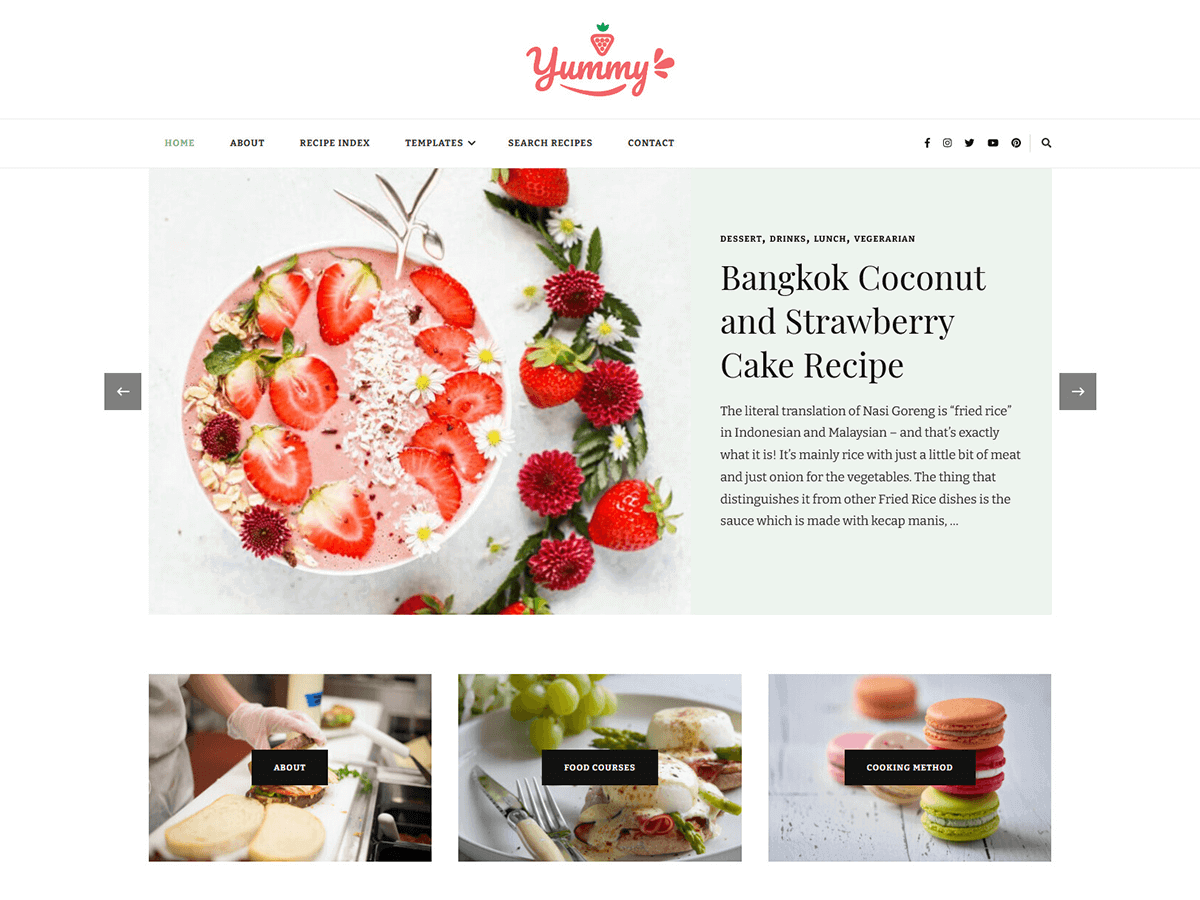 Yummy
HOME ABOUT RECIPE INDEX TEMPLATES SEARCH RECIPES CONTACT
DESSERT, DRINKS, LUNCH, VEGERARIAN
Bangkok Coconut
and Strawberry
Cake Recipe
The literal translation of Nasi Goreng is “fried rice”
in Indonesian and Malaysian – and that’s exactly
what it is! It’s mainly rice with just a little bit of meat
and just onion for the vegetables. The thing that
distinguishes it from other Fried Rice dishes is the
sauce which is made with kecap manis, ...
ABOUT
FOOD COURSES
COOKING METHOD